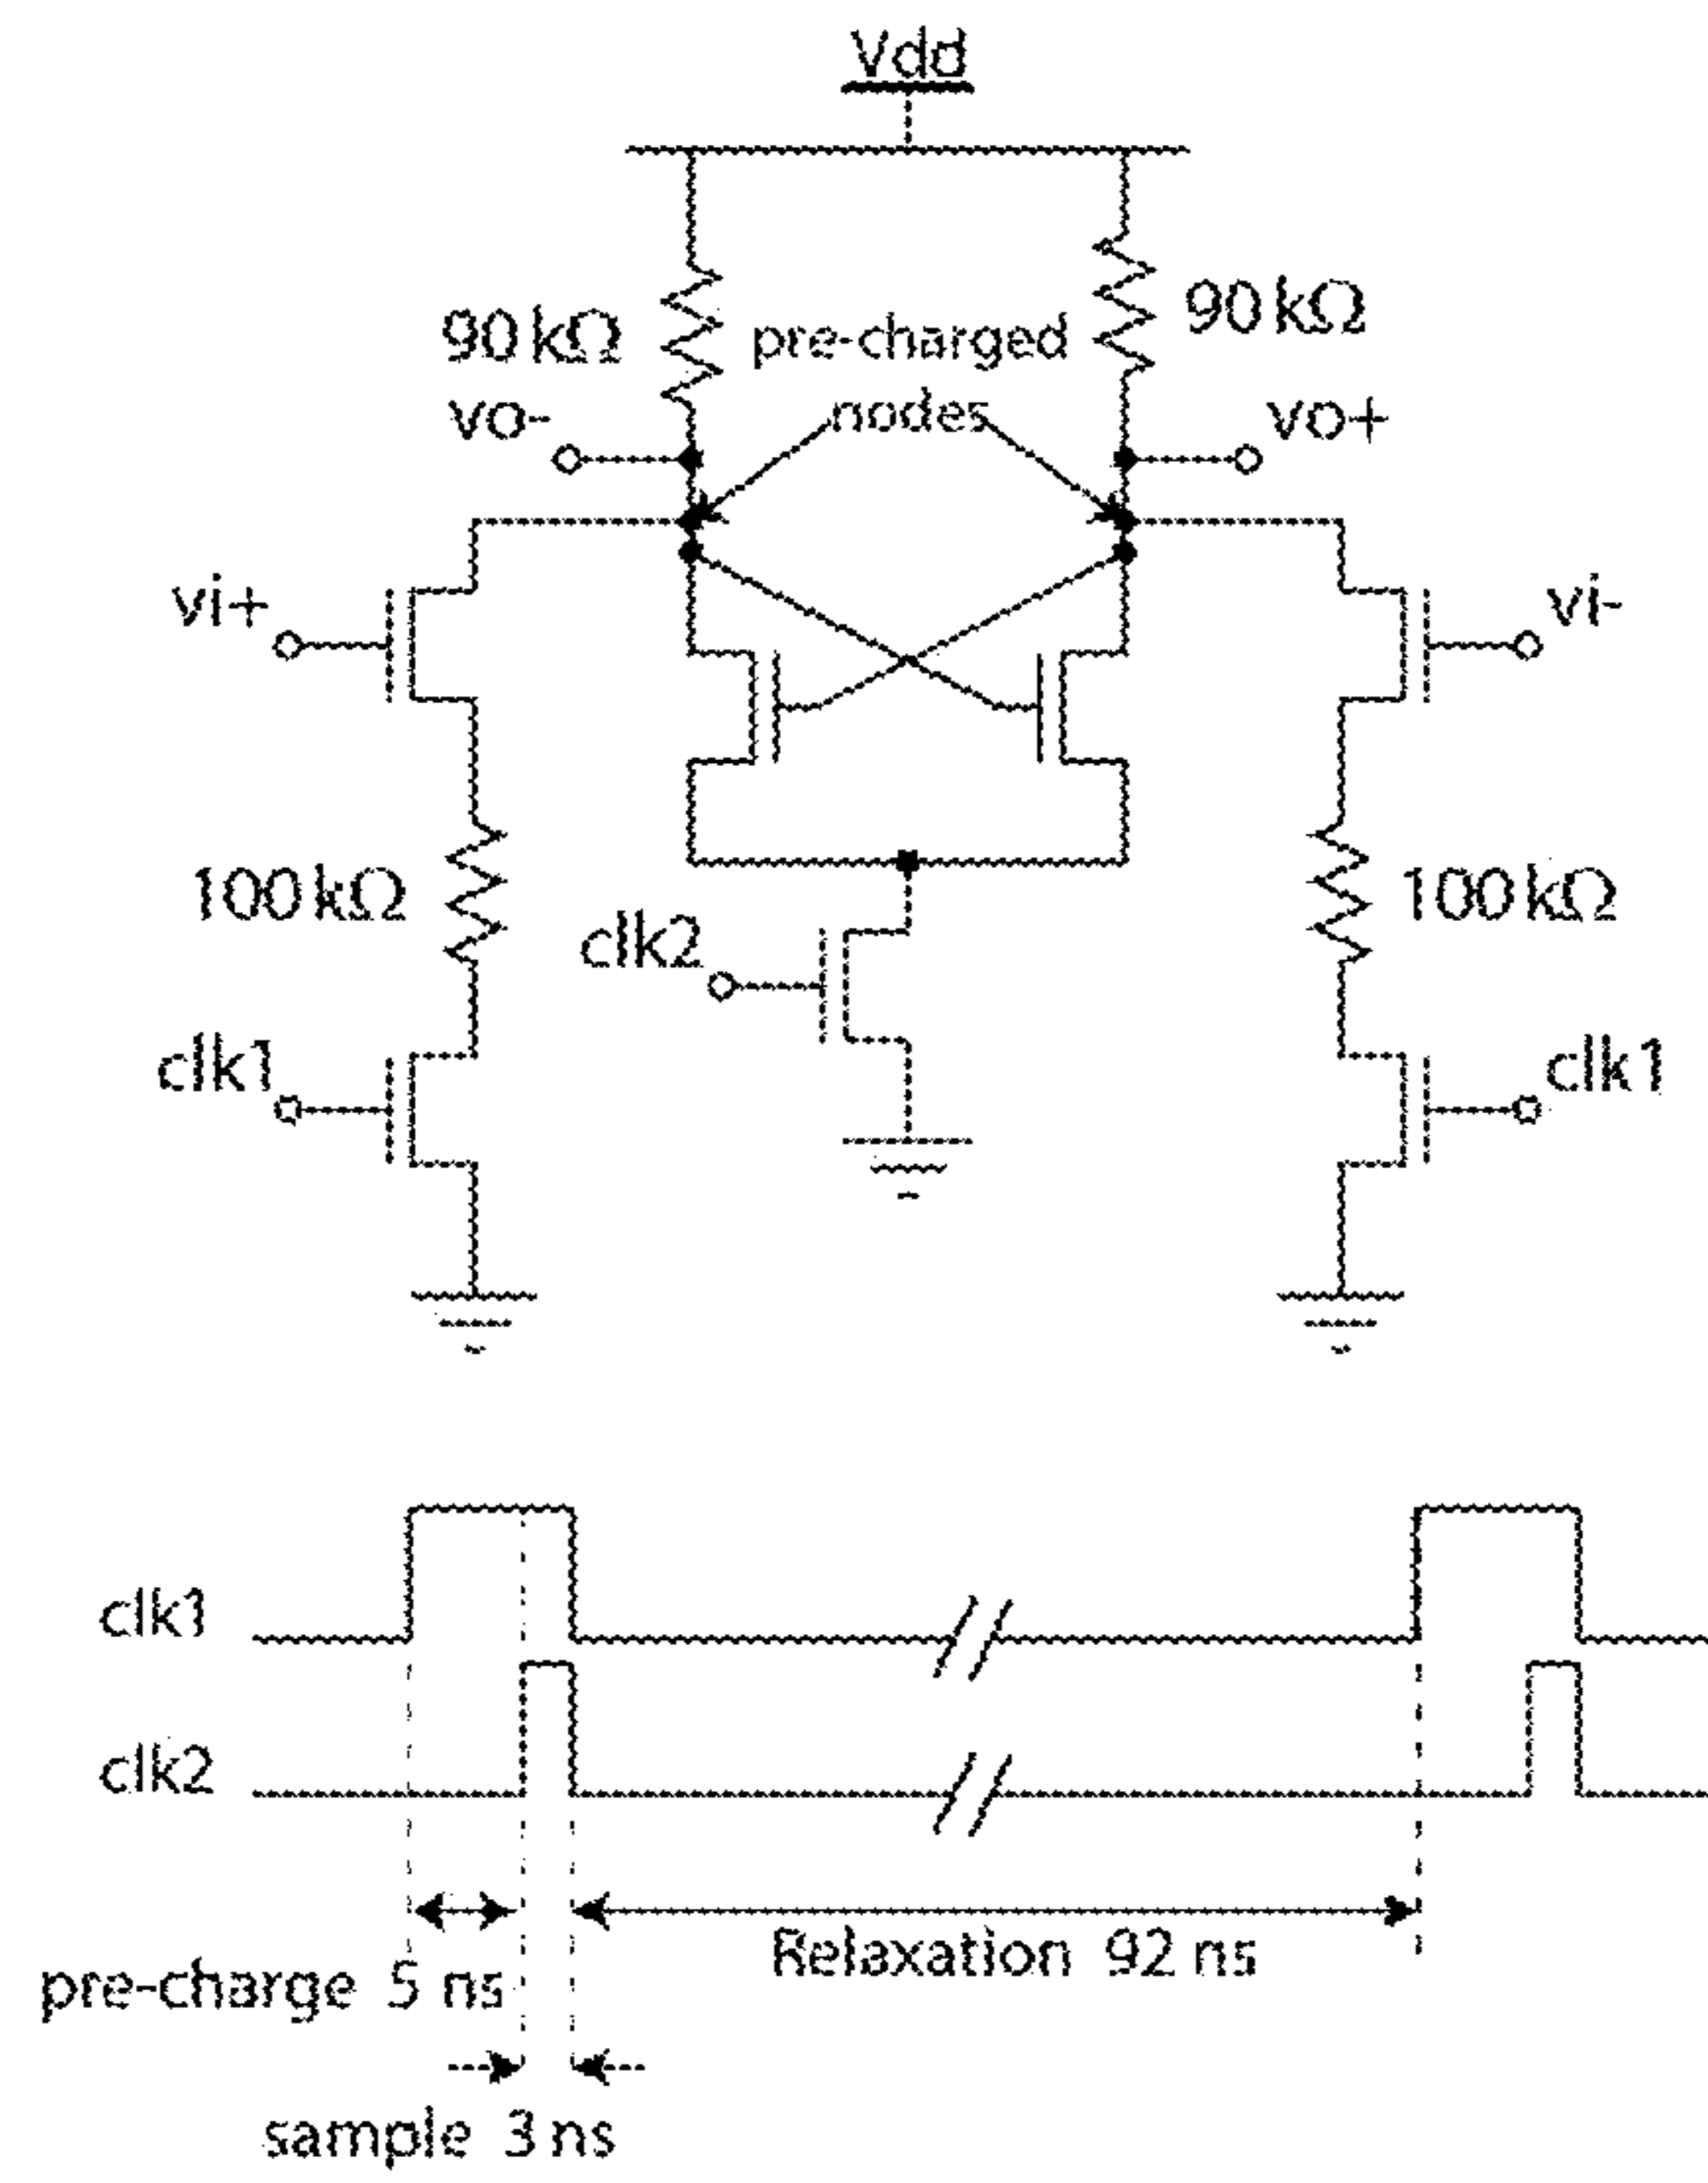 Vdd
90 kΩ
pre-charged
nodes
90 kΩ
vo-
vo+
vi+
vi-
100 kΩ
clk2
100 kΩ
clk1
clk1
clk1
clk2
Relaxation 92 ns
pre-charge 5 ns
sample 3 ns